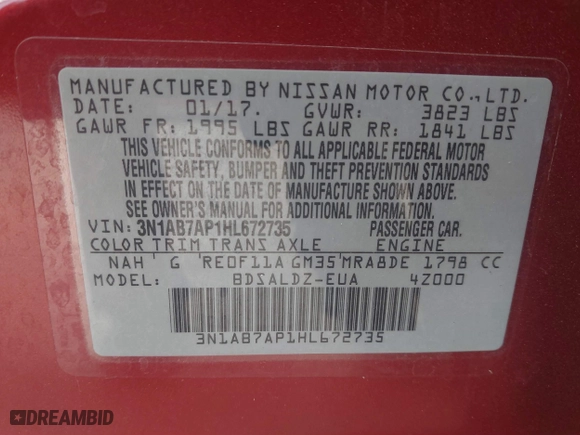 MANUFACTURED BY NISSAN MOTOR CO., LTD.
DATE: 01/17. GVWR: 3823 LBS
GAWR FR: 1995 LBS GAWR RR: 1841 LBS
THIS VEHICLE CONFORMS TO ALL APPLICABLE FEDERAL MOTOR
VEHICLE SAFETY, BUMPER AND THEFT PREVENTION STANDARDS
IN EFFECT ON THE DATE OF MANUFACTURE SHOWN ABOVE.
SEE OWNER'S MANUAL FOR ADDITIONAL INFORMATION.
VIN: 3N1AB7AP1HL672735 PASSENGER CAR.
COLOR TRIM TRANS AXLE ENGINE
NAH G RE0F11A GM35 MRA8DE 1798 CC
MODEL: BDSALDZ-EUA 4Z000
3N1AB7AP1HL672735
DREAMBID